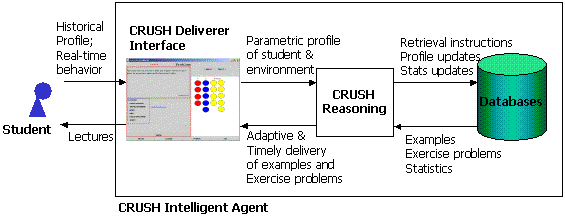 Historical
Profile;
Real-time
behavior
Student
Lectures
CRUSH Deliverer
Interface
Parametric profile
of student &
environment
Adaptive &
Timely delivery
of examples and
Exercise problems
CRUSH
Reasoning
Retrieval instructions
Profile updates
Stats updates
Databases
Examples
Exercise problems
Statistics
CRUSH Intelligent Agent